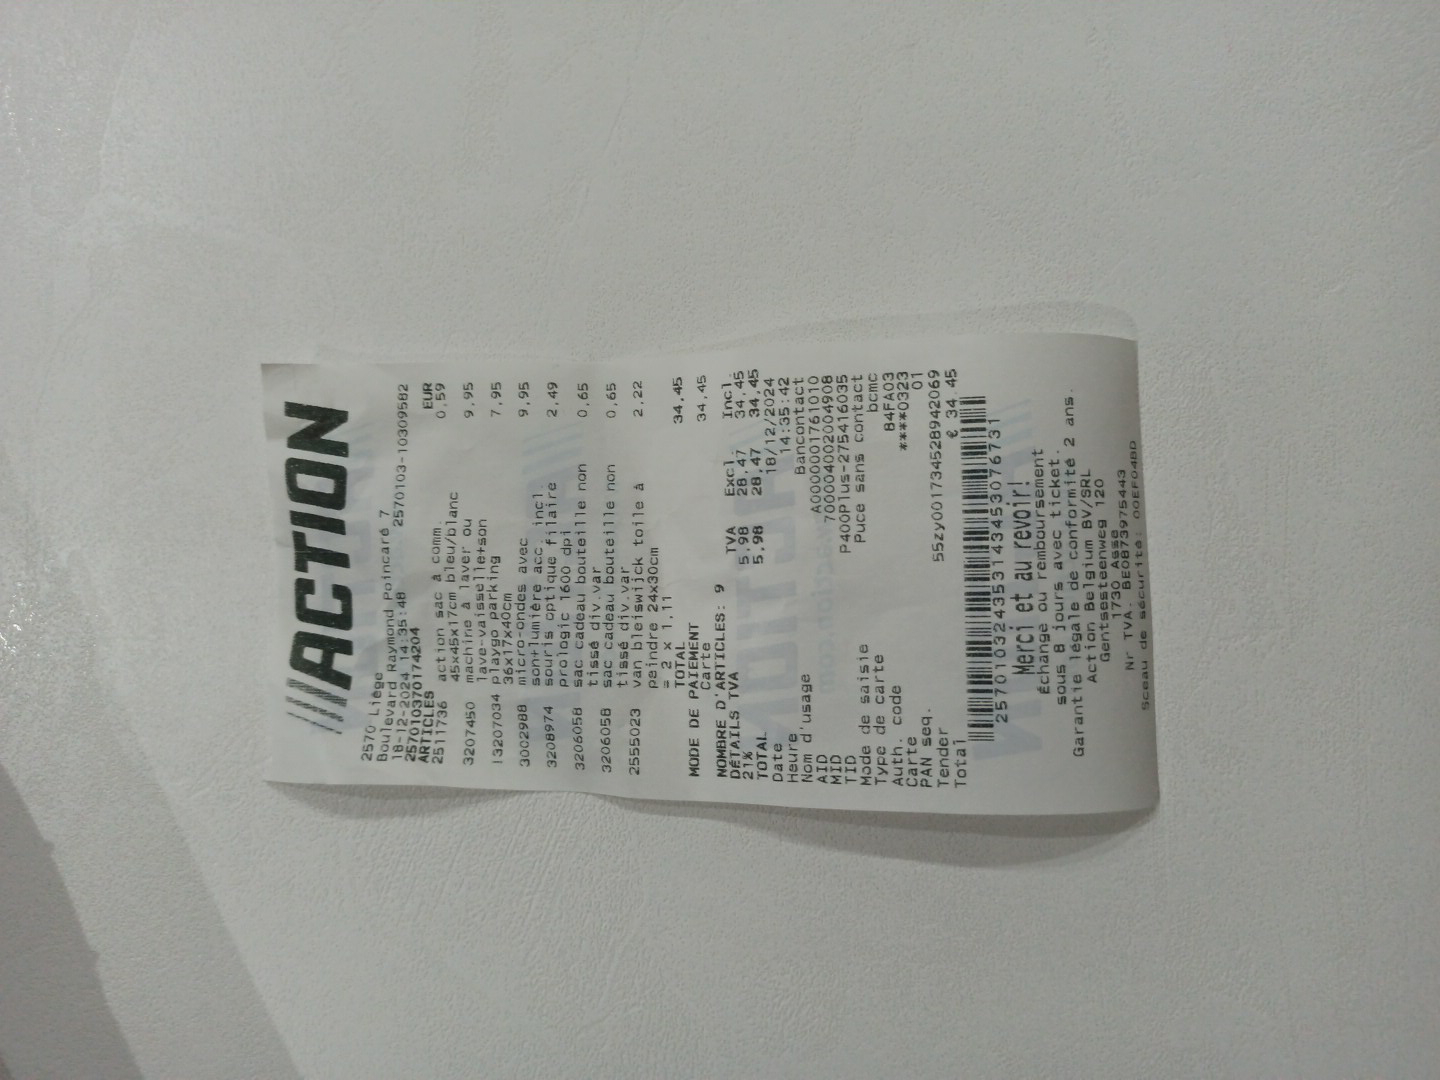 ///ACTION
2570 Liège
Boulevard Raymond Poincaré 7
18-12-2024 14:35:48 2570103-10309582
257010370174204
ARTICLES EUR
2511736 action sac à comm. 0,59
45x45x17cm bleu/blanc
3207450 machine à laver ou 9,95
lave-vaisselle+son
13207034 playgo parking 7,95
36x17x40cm
3002988 micro-ondes avec 9,95
son+lumière acc. incl.
3208974 souris optique filaire 2,49
prologic 1600 dpi
3206058 sac cadeau bouteille non 0,65
tissé div.var
3206058 sac cadeau bouteille non 0,65
tissé div.var
2555023 van bleiswijck toile à 2,22
peindre 24x30cm
= 2 x 1,11
TOTAL 34,45
MODE DE PAIEMENT
Carte 34,45
NOMBRE D'ARTICLES: 9
DÉTAILS TVA TVA Excl. Incl.
21% 5,98 28,47 34,45
TOTAL 5,98 28,47 34,45
Date 18/12/2024
Heure 14:35:42
Nom d'usage Bancontact
AID A0000001761010
MID 700004002004908
TID P400Plus-275416035
Mode de saisie Puce sans contact
Type de carte bcmc
Auth. code 84FA03
Carte ****0323
PAN seq. 01
Tender 55zy001734528942069
Total € 34.45
2570103243531434530767 31
Merci et au revoir!
Échange ou remboursement
sous 8 jours avec ticket.
Garantie légale de conformité 2 ans.
Action Belgium BV/SRL
Gentsesteenweg 120
1730 Asse
Nr TVA. BE0873975443
Sceau de sécurité: 00EF04BD